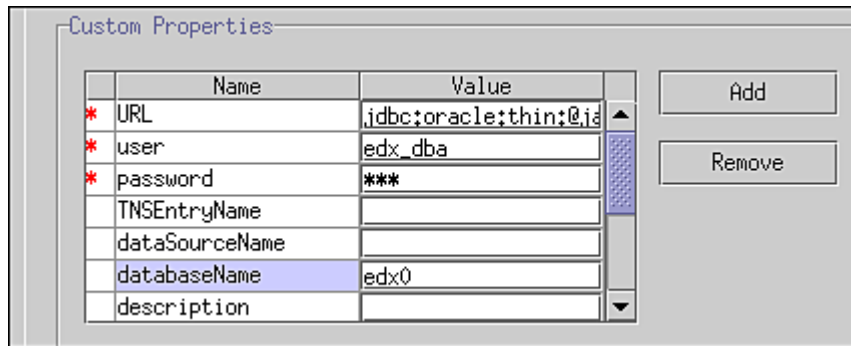 Custom Properties
Name Value
* URL jdbc:oracle:thin:@ja
* user edx_dba
* password ***
TNSEntryName
dataSourceName
databaseName edx0
description
Add
Remove